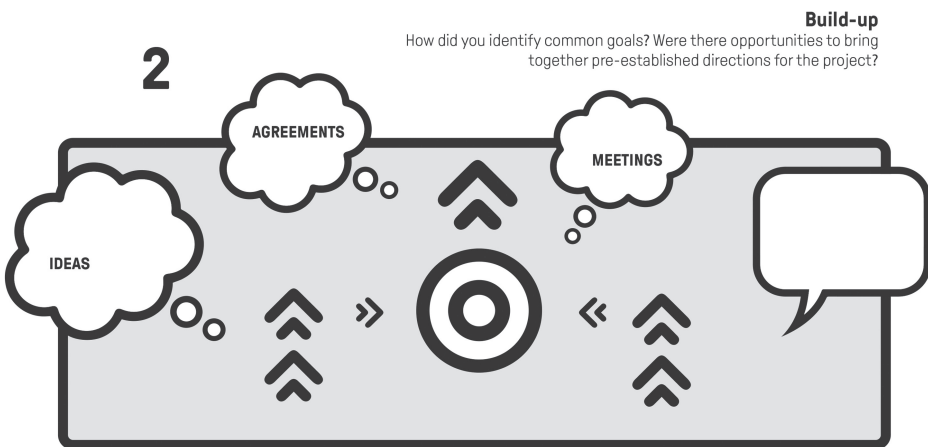 Build-up
How did you identify common goals? Were there opportunities to bring
together pre-established directions for the project?
2
AGREEMENTS
MEETINGS
IDEAS